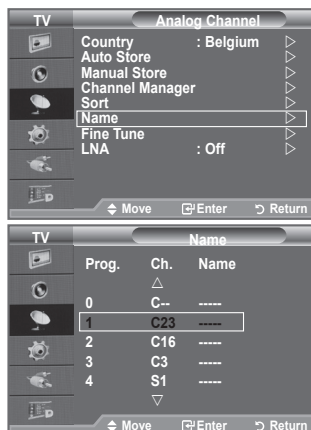 TV Analog Channel
Country : Belgium
Auto Store
Manual Store
Channel Manager
Sort
Name
Fine Tune
LNA : Off
Move Enter Return
TV Name
Prog. Ch. Name
0 C-- -----
1 C23 -----
2 C16 -----
3 C3 -----
4 S1 -----
Move Enter Return